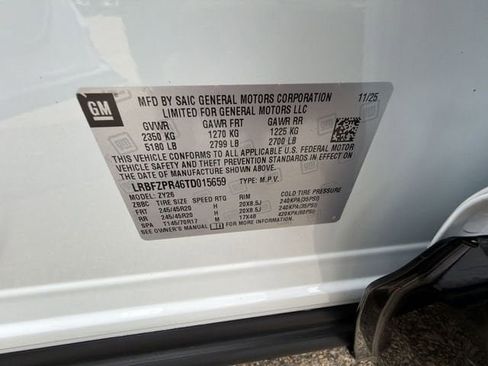 GM
MFD BY SAIC GENERAL MOTORS CORPORATION 11/25
LIMITED FOR GENERAL MOTORS LLC
GVWR GAWR FRT GAWR RR
2350 KG 1270 KG 1225 KG
5180 LB 2799 LB 2700 LB
THIS VEHICLE CONFORMS TO ALL APPLICABLE U.S. FEDERAL MOTOR
VEHICLE SAFETY AND THEFT PREVENTION STANDARDS IN EFFECT ON
THE DATE OF MANUFACTURE SHOWN ABOVE.
LRBFZPR46TD015659 TYPE: M.P.V.
MODEL: ZY26
ZBBC TIRE SIZE SPEED RTG RIM COLD TIRE PRESSURE
FRT 245/45R20 H 20X8.5J 240KPA(35PSI)
RR 245/45R20 H 20X8.5J 240KPA(35PSI)
SPA T145/70R17 M 17X4B 420KPA(60PSI)
SEE OWNER'S MANUAL FOR MORE INFORMATION.